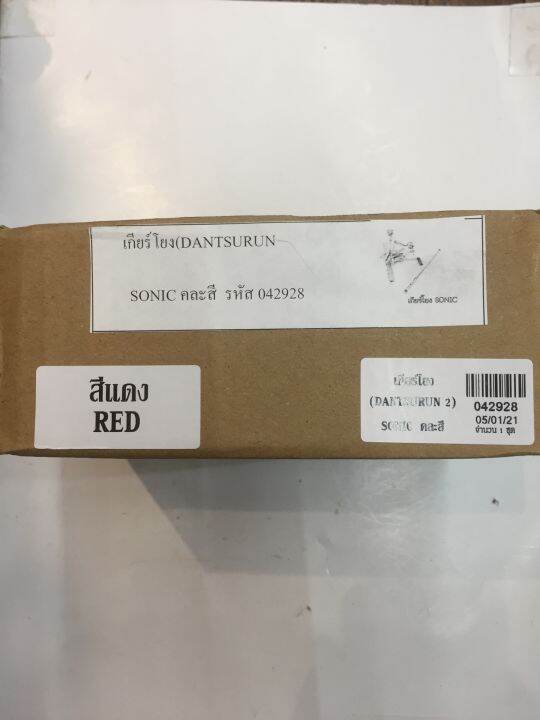 เกียร์โยง(DANTSURUN
SONIC คละสี รหัส 042928
เกียร์โยง SONIC
สีแดง
RED
เกียร์โยง
(DANTSURUN 2)
SONIC คละสี
042928
05/01/21
จำนวน 1 ชุด